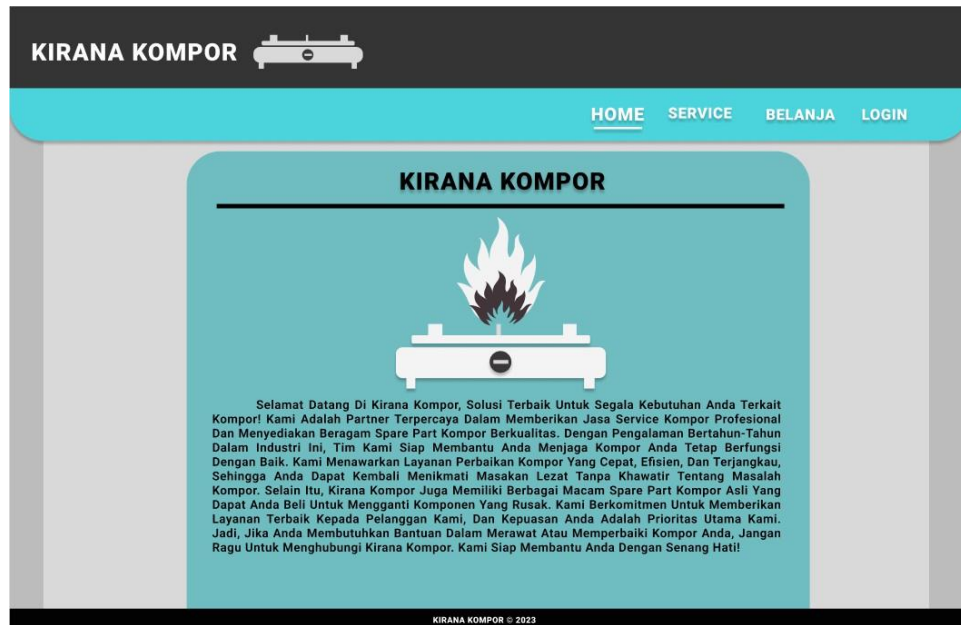 KIRANA KOMPOR
HOME SERVICE BELANJA LOGIN
KIRANA KOMPOR
Selamat Datang Di Kirana Kompor, Solusi Terbaik Untuk Segala Kebutuhan Anda Terkait
Kompor! Kami Adalah Partner Terpercaya Dalam Memberikan Jasa Service Kompor Profesional
Dan Menyediakan Beragam Spare Part Kompor Berkualitas. Dengan Pengalaman Bertahun-Tahun
Dalam Industri Ini, Tim Kami Siap Membantu Anda Menjaga Kompor Anda Tetap Berfungsi
Dengan Baik. Kami Menawarkan Layanan Perbaikan Kompor Yang Cepat, Efisien, Dan Terjangkau,
Sehingga Anda Dapat Kembali Menikmati Masakan Lezat Tanpa Khawatir Tentang Masalah
Kompor. Selain Itu, Kirana Kompor Juga Memiliki Berbagai Macam Spare Part Kompor Asli Yang
Dapat Anda Beli Untuk Mengganti Komponen Yang Rusak. Kami Berkomitmen Untuk Memberikan
Layanan Terbaik Kepada Pelanggan Kami, Dan Kepuasan Anda Adalah Prioritas Utama Kami.
Jadi, Jika Anda Membutuhkan Bantuan Dalam Merawat Atau Memperbaiki Kompor Anda, Jangan
Ragu Untuk Menghubungi Kirana Kompor. Kami Siap Membantu Anda Dengan Senang Hati!
KIRANA KOMPOR © 2023